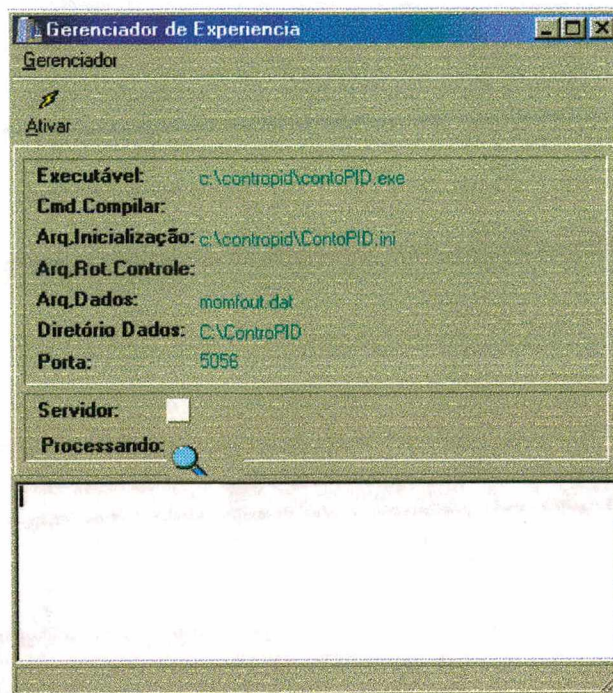 Gerenciador de Experiencia
Gerenciador
Ativar
Executável: c:\contropid\contoPID.exe
Cmd.Compilar:
Arq.Inicialização: c:\contropid\ContoPID.ini
Arq.Rot.Controle:
Arq.Dados: momfout.dat
Diretório Dados: C:\ControPID
Porta: 5056
Servidor:
Processando: